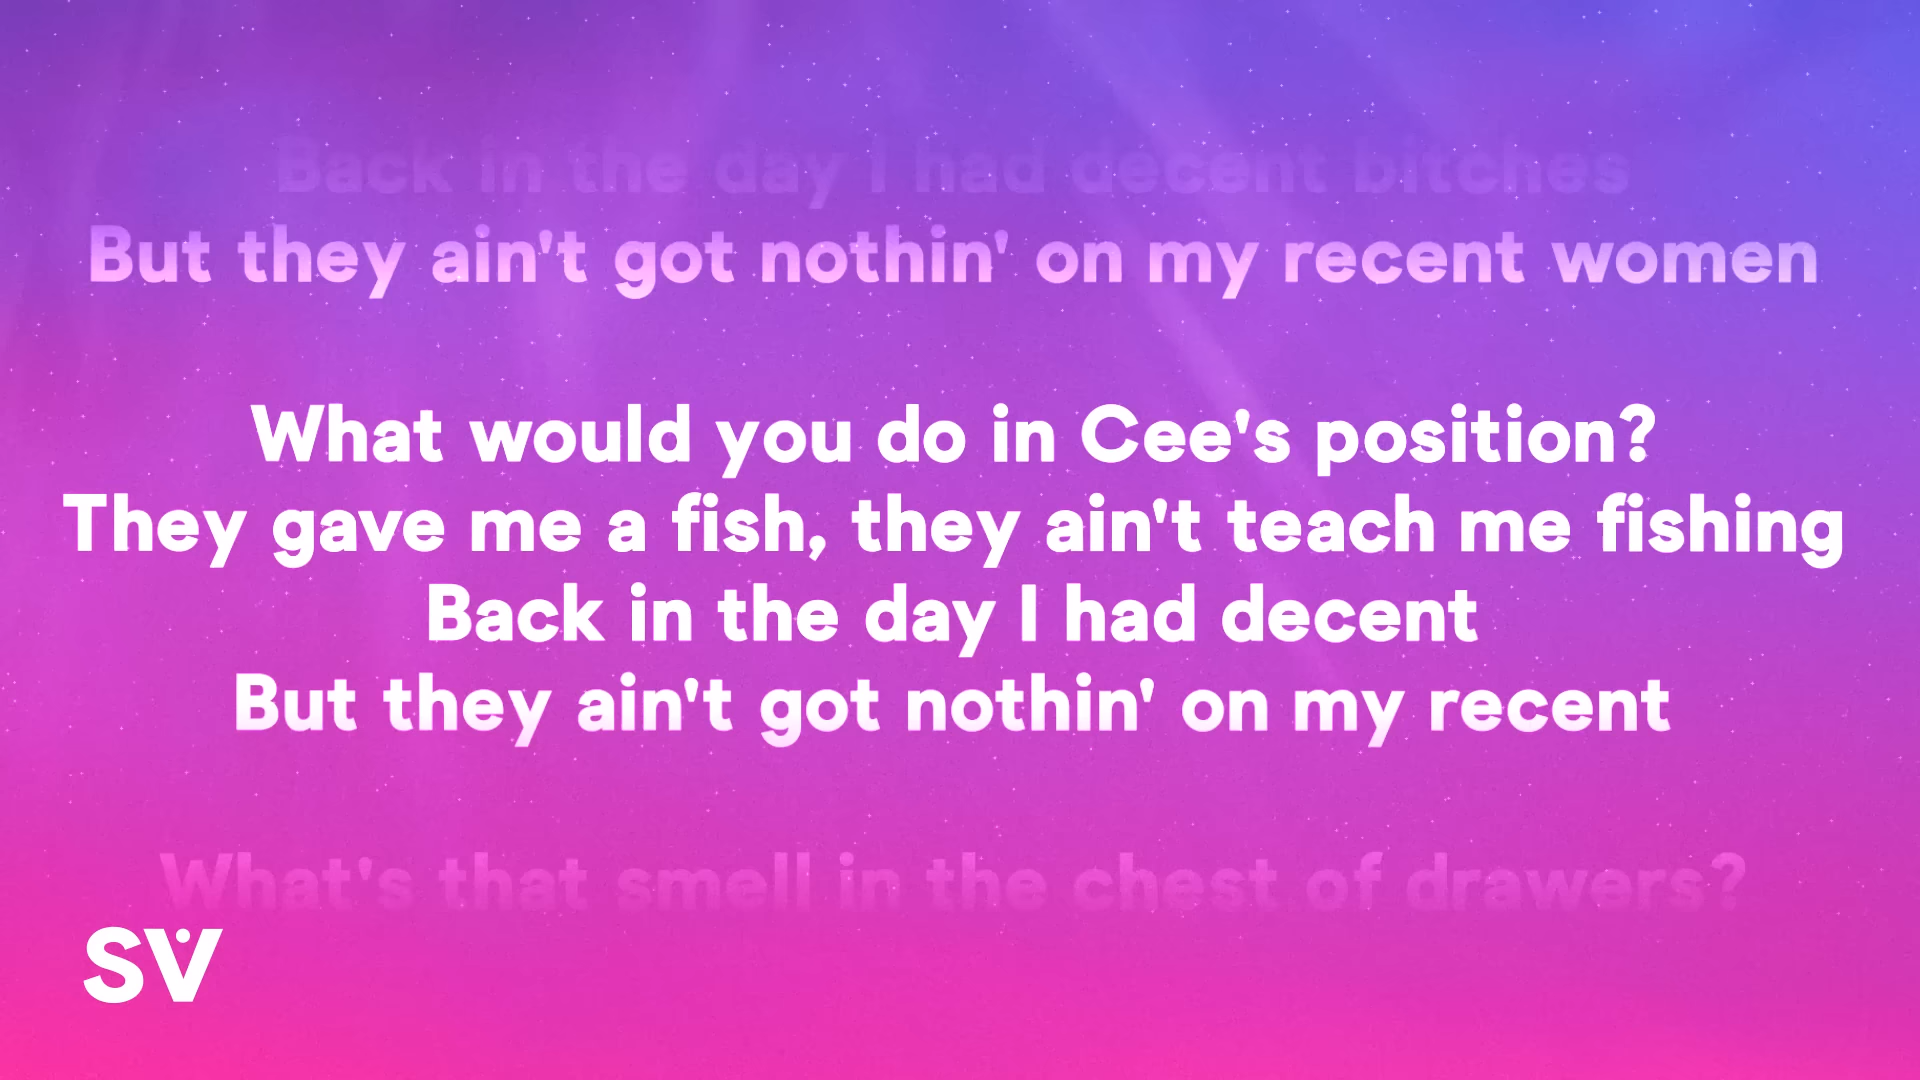 Back in the day I had decent bitches
But they ain't got nothin' on my recent women
What would you do in Cee's position?
They gave me a fish, they ain't teach me fishing
Back in the day I had decent
But they ain't got nothin' on my recent
What's that smell in the chest of drawers?
SV